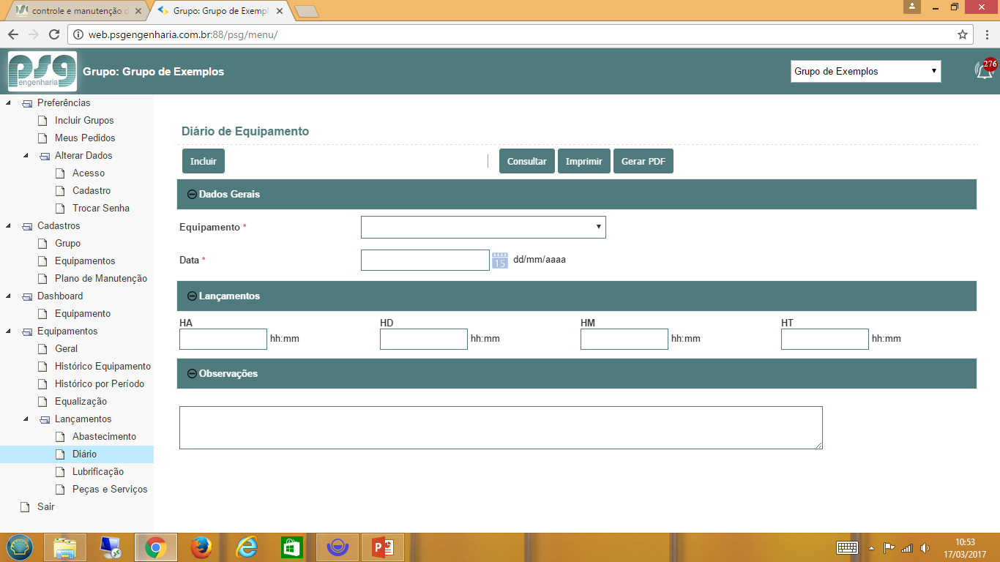 controle e manutenção d
Grupo: Grupo de Exempl
web.psgengenharia.com.br:88/psg/menu/
psg
engenharia
Grupo: Grupo de Exemplos
Grupo de Exemplos
276
Preferências
Incluir Grupos
Meus Pedidos
Alterar Dados
Acesso
Cadastro
Trocar Senha
Cadastros
Grupo
Equipamentos
Plano de Manutenção
Dashboard
Equipamento
Equipamentos
Geral
Histórico Equipamento
Histórico por Período
Equalização
Lançamentos
Abastecimento
Diário
Lubrificação
Peças e Serviços
Sair
Diário de Equipamento
Incluir | Consultar Imprimir Gerar PDF
Dados Gerais
Equipamento *
Data * 15 dd/mm/aaaa
Lançamentos
HA HD HM HT
hh:mm hh:mm hh:mm hh:mm
Observações
10:53
17/03/2017